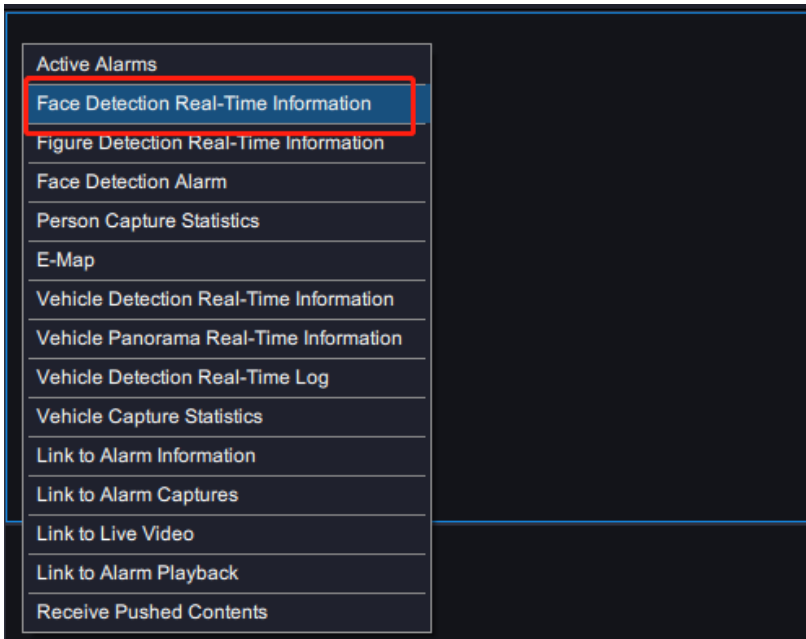 Active Alarms
Face Detection Real-Time Information
Figure Detection Real-Time Information
Face Detection Alarm
Person Capture Statistics
E-Map
Vehicle Detection Real-Time Information
Vehicle Panorama Real-Time Information
Vehicle Detection Real-Time Log
Vehicle Capture Statistics
Link to Alarm Information
Link to Alarm Captures
Link to Live Video
Link to Alarm Playback
Receive Pushed Contents